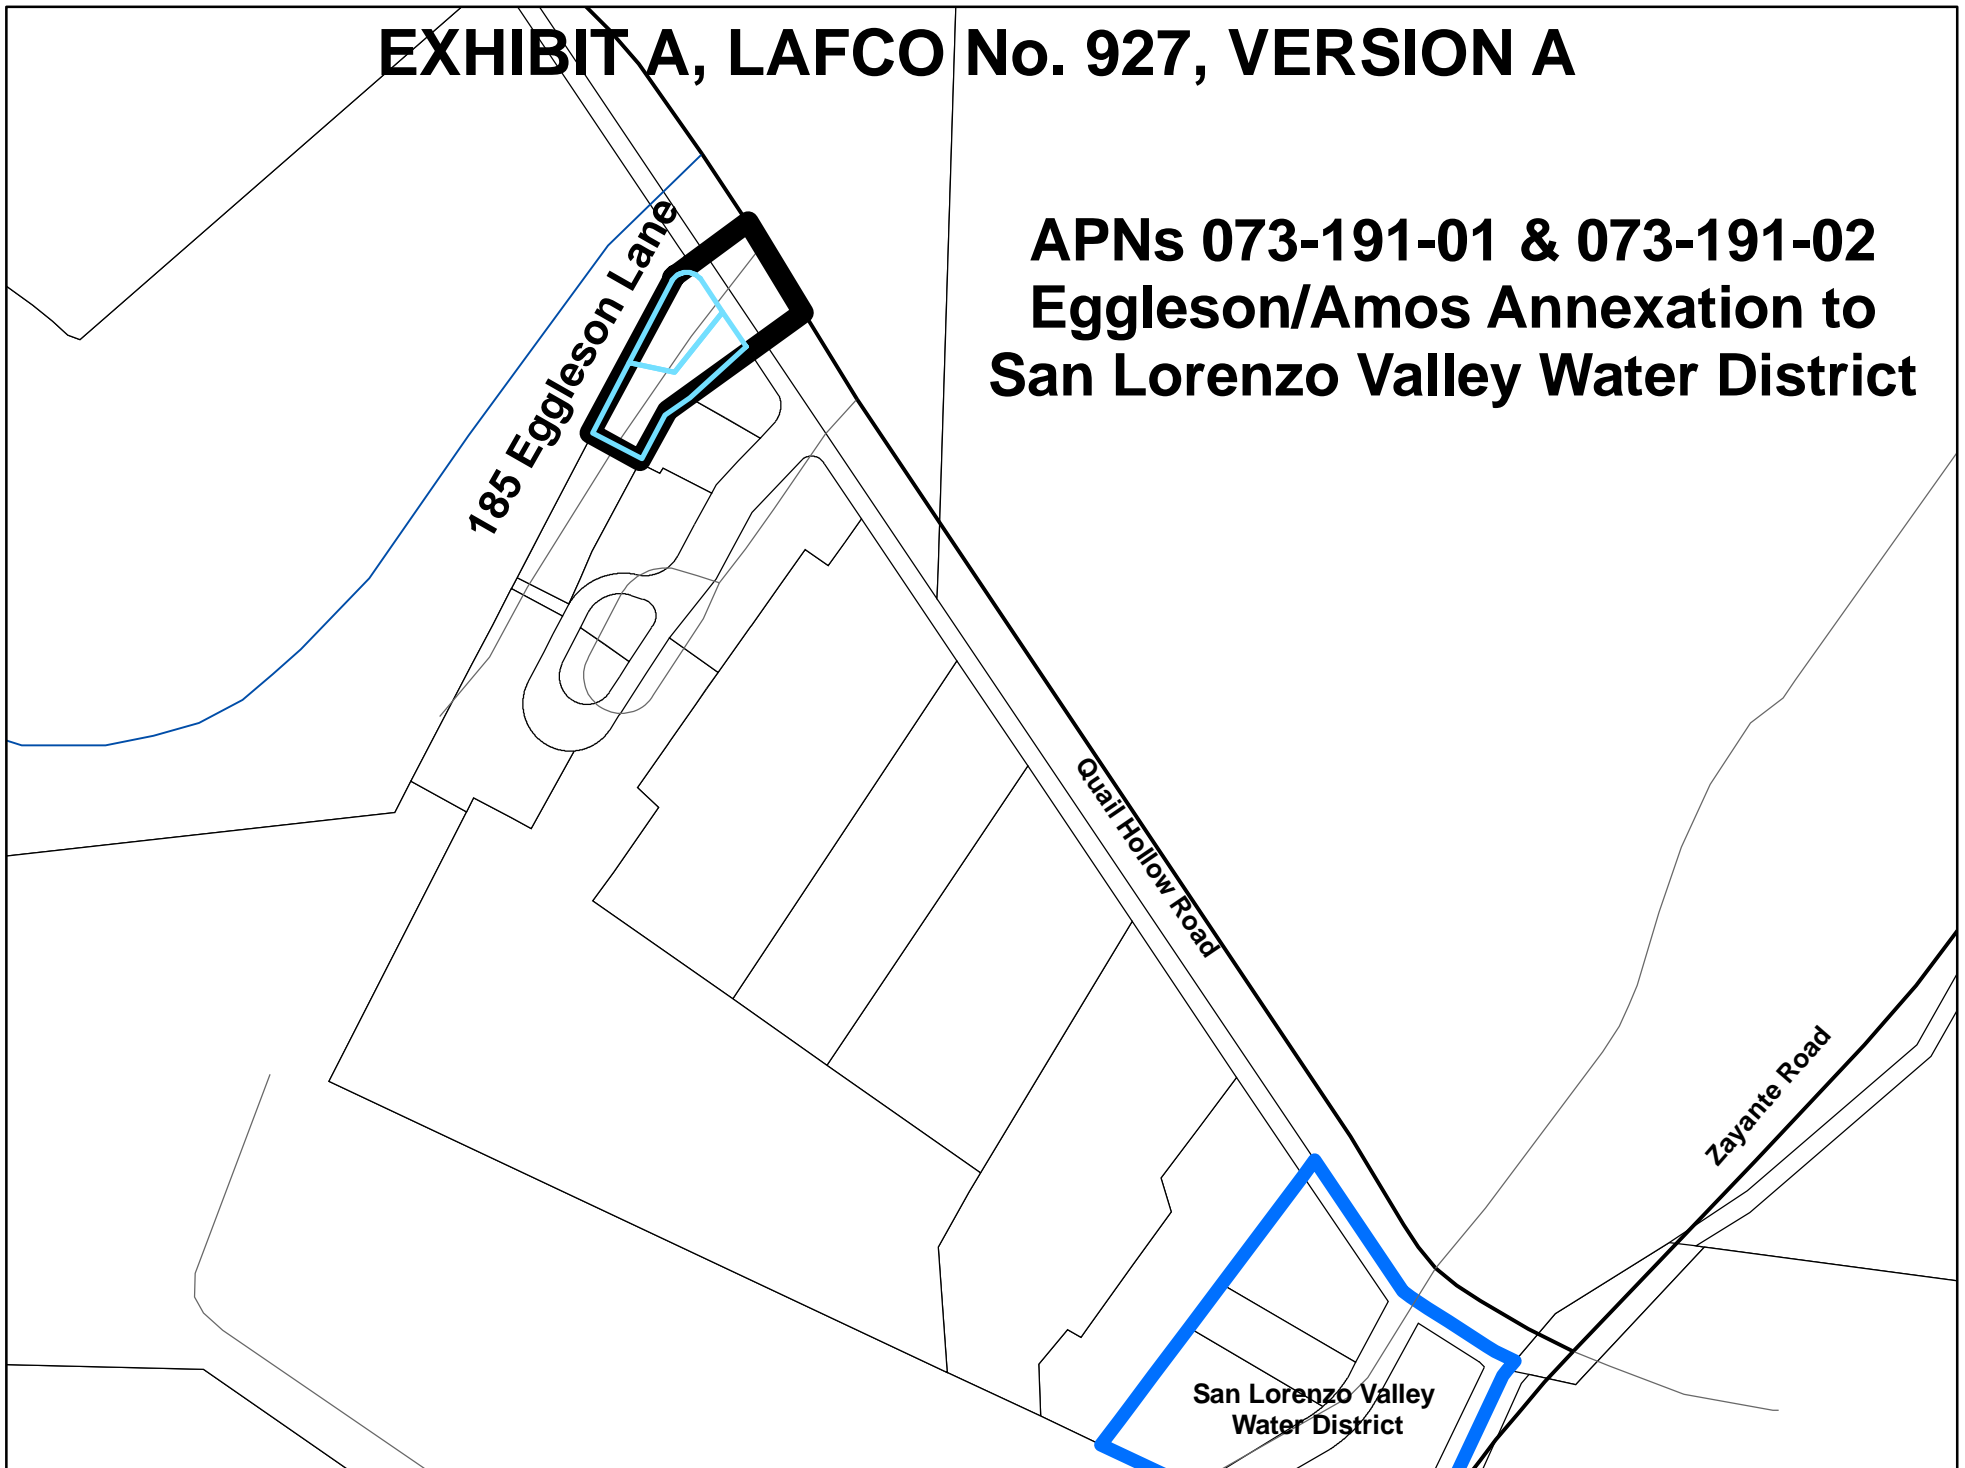 EXHIBIT A, LAFCO No. 927, VERSION A
APNs 073-191-01 & 073-191-02
Eggleson/Amos Annexation to
San Lorenzo Valley Water District
185 Eggleson Lane
Quail Hollow Road
Zayante Road
San Lorenzo Valley
Water District